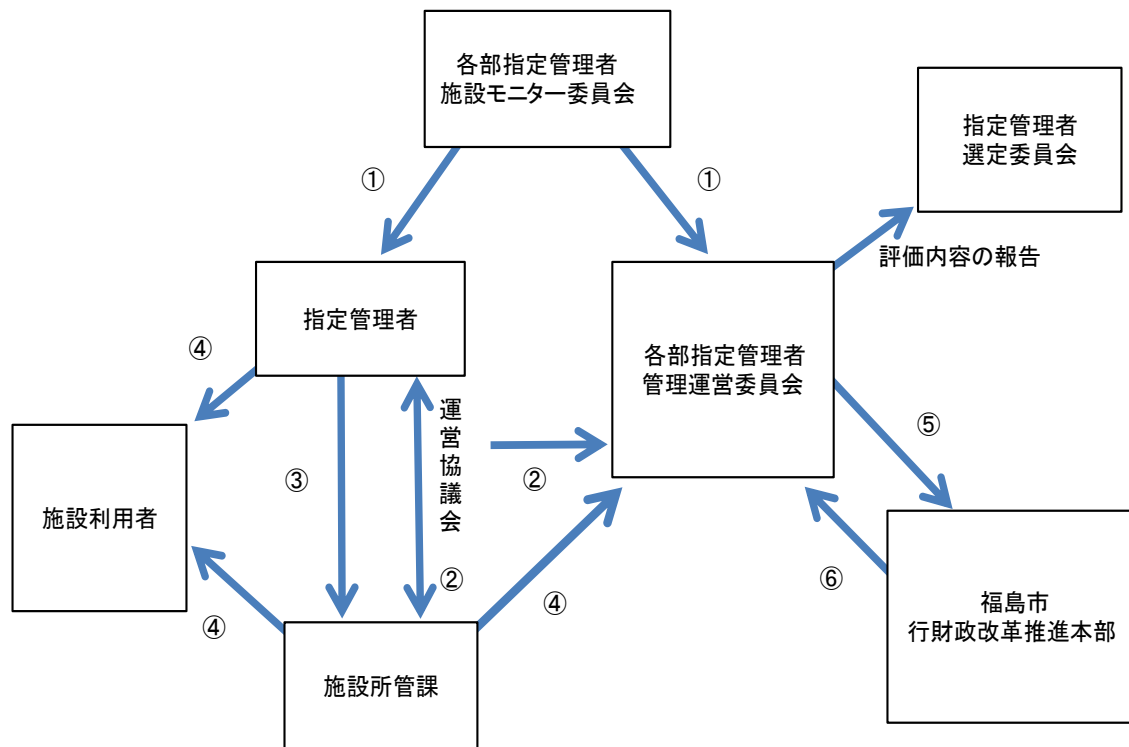 各部指定管理者
施設モニター委員会
指定管理者
選定委員会
①
①
評価内容の報告
指定管理者
各部指定管理者
管理運営委員会
④
運営協議会
⑤
②
③
施設利用者
②
⑥
④
④
福島市
行財政改革推進本部
施設所管課